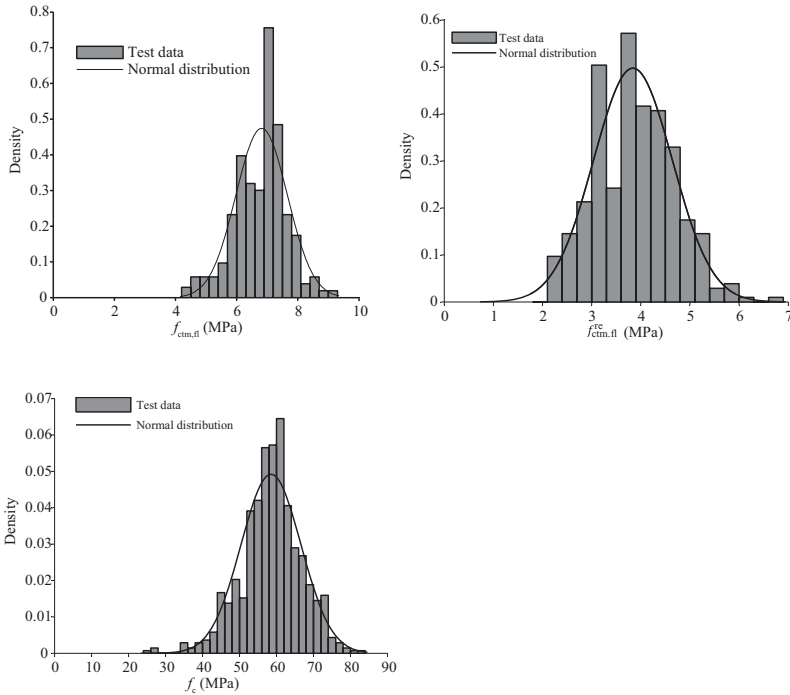 0.8
0.7
0.6
0.5
0.4
0.3
0.2
0.1
0
Density
Test data
Normal distribution
0 2 4 6 8 10
fctm,fl (MPa)
0.6
0.5
0.4
0.3
0.2
0.1
0
Density
Test data
Normal distribution
0 1 2 3 4 5 6 7
f re ctm.fl (MPa)
0.07
0.06
0.05
0.04
0.03
0.02
0.01
0
Density
Test data
Normal distribution
0 10 20 30 40 50 60 70 80 90
fc (MPa)